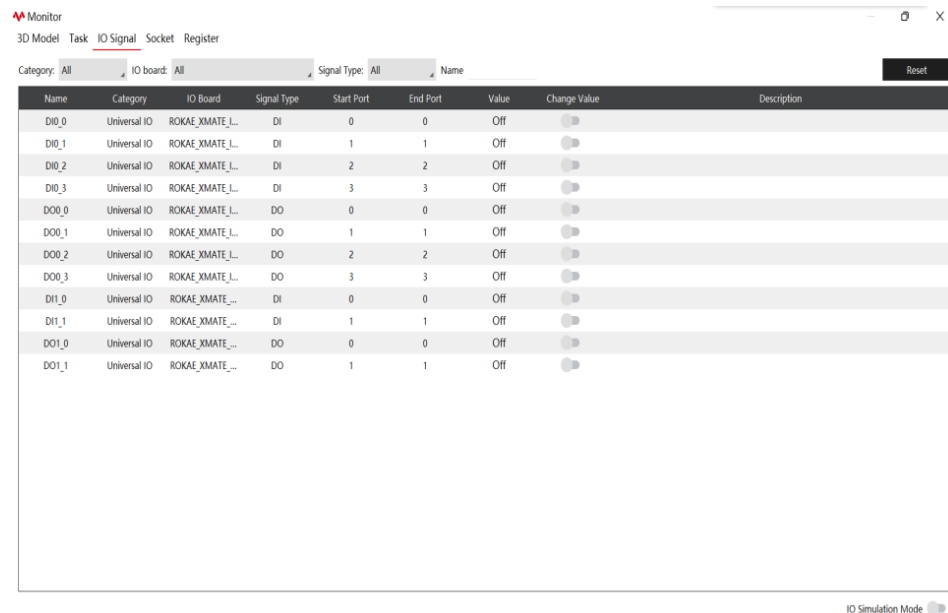 Monitor
3D Model Task IO Signal Socket Register
Category: All IO board: All Signal Type: All Name Reset
Name Category IO Board Signal Type Start Port End Port Value Change Value Description
DI0_0 Universal IO ROKAE_XMATE_I... DI 0 0 Off
DI0_1 Universal IO ROKAE_XMATE_I... DI 1 1 Off
DI0_2 Universal IO ROKAE_XMATE_I... DI 2 2 Off
DI0_3 Universal IO ROKAE_XMATE_I... DI 3 3 Off
DO0_0 Universal IO ROKAE_XMATE_I... DO 0 0 Off
DO0_1 Universal IO ROKAE_XMATE_I... DO 1 1 Off
DO0_2 Universal IO ROKAE_XMATE_I... DO 2 2 Off
DO0_3 Universal IO ROKAE_XMATE_I... DO 3 3 Off
DI1_0 Universal IO ROKAE_XMATE_... DI 0 0 Off
DI1_1 Universal IO ROKAE_XMATE_... DI 1 1 Off
DO1_0 Universal IO ROKAE_XMATE_... DO 0 0 Off
DO1_1 Universal IO ROKAE_XMATE_... DO 1 1 Off
IO Simulation Mode